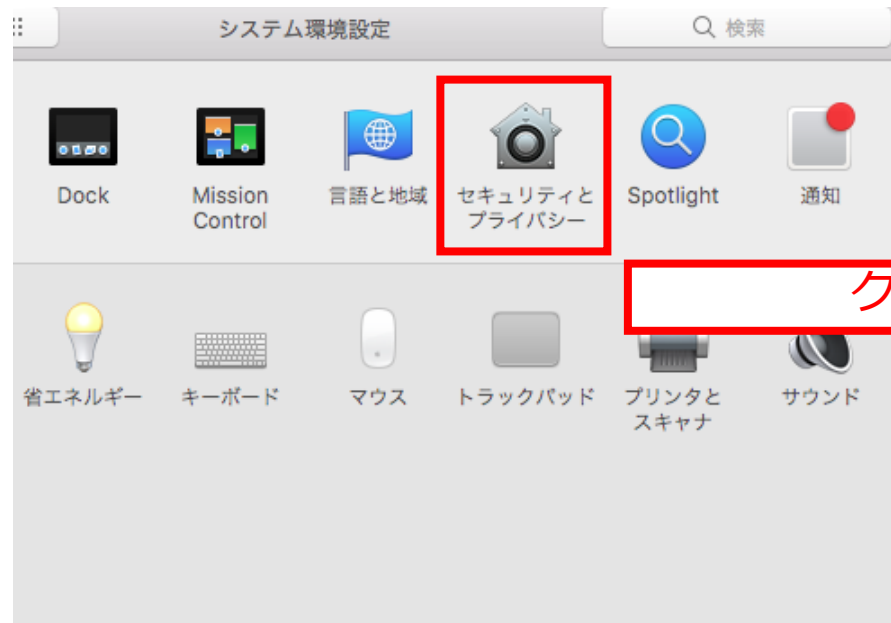 システム環境設定
検索
Dock
Mission
Control
言語と地域
セキュリティと
プライバシー
Spotlight
通知
ク
省エネルギー
キーボード
マウス
トラックパッド
プリンタと
スキャナ
サウンド